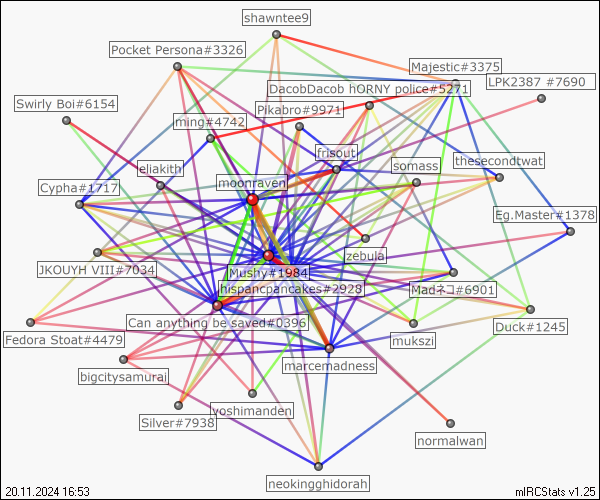 shawntee9
Pocket Persona#3326
Majestic#3375
LPK2387 #7690
DacobDacob hORNY police#5271
Swirly Boi#6154
Pikabro#9971
ming#4742
frisout
thesecondtwat
eliakith
somass
moonraven
Cypha#1717
Eg.Master#1378
zebula
JKOUYH VIII#7034
Mushy#1984
hispancpancakes#2928
Madネコ#6901
Can anything be saved#0396
Duck#1245
Fedora Stoat#4479
mukszi
marcemadness
bigcitysamurai
yoshimanden
Silver#7938
normalwan
neokingghidorah
20.11.2024 16:53
mIRCStats v1.25